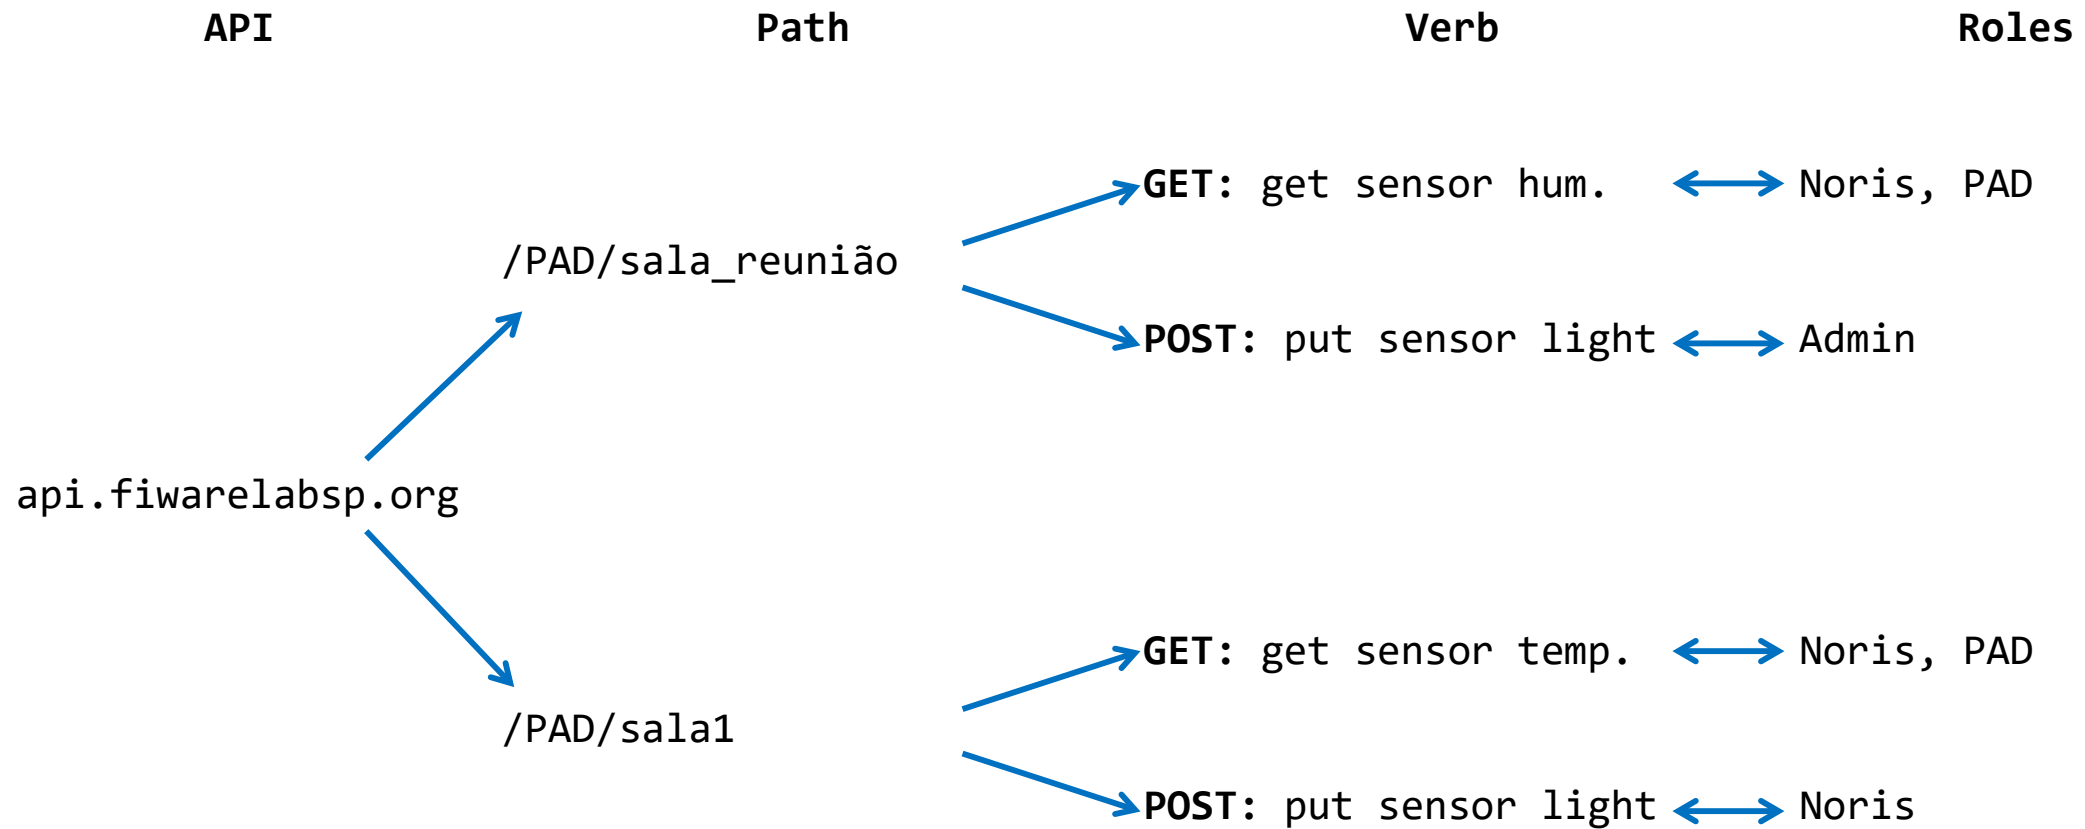 API Path Verb Roles
GET: get sensor hum. Noris, PAD
/PAD/sala_reunião
POST: put sensor light Admin
api.fiwarelabsp.org
GET: get sensor temp. Noris, PAD
/PAD/sala1
POST: put sensor light Noris